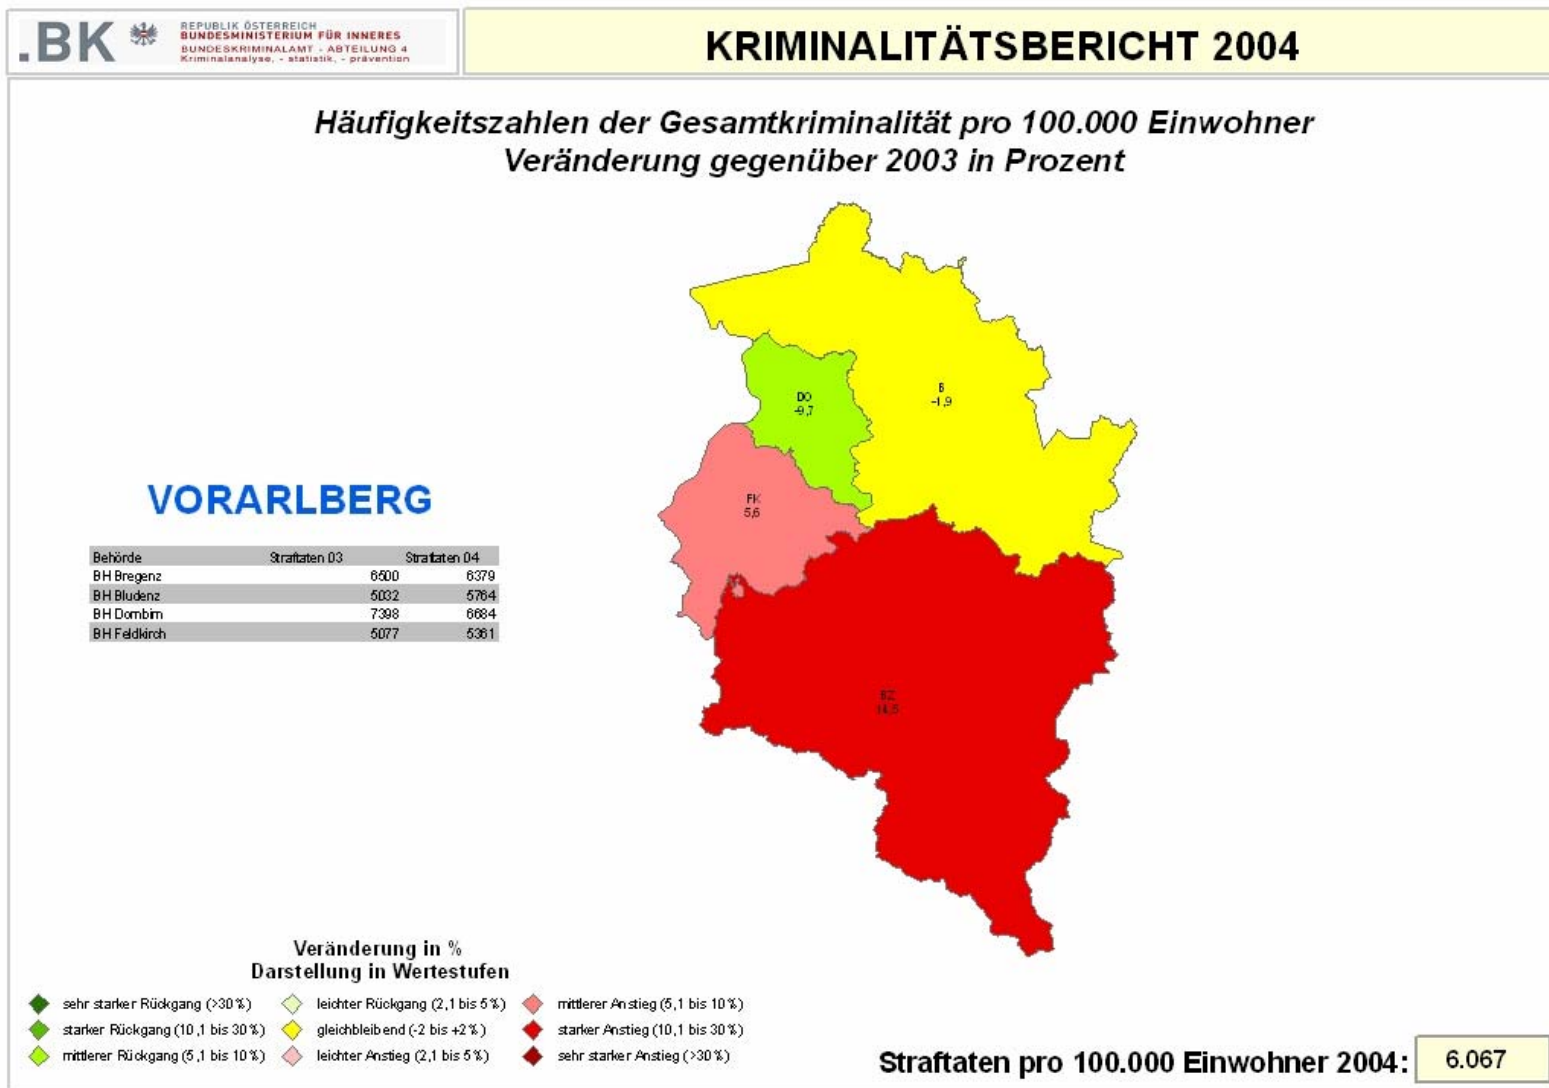 .BK
REPUBLIK ÖSTERREICH
BUNDESMINISTERIUM FÜR INNERES
BUNDESKRIMINALAMT - ABTEILUNG 4
Kriminalanalyse, - statistik, - prävention
KRIMINALITÄTSBERICHT 2004
Häufigkeitszahlen der Gesamtkriminalität pro 100.000 Einwohner
Veränderung gegenüber 2003 in Prozent
B
-1,9
DO
-9,7
FK
5,6
BZ
14,5
VORARLBERG
Behörde Straftaten 03 Straftaten 04
BH Bregenz 6500 6379
BH Bludenz 5032 5764
BH Dornbirn 7398 6684
BH Feldkirch 5077 5361
Veränderung in %
Darstellung in Wertestufen
sehr starker Rückgang (>30%) leichter Rückgang (2,1 bis 5%) mittlerer Anstieg (5,1 bis 10%)
starker Rückgang (10,1 bis 30%) gleichbleibend (-2 bis +2%) starker Anstieg (10,1 bis 30%)
mittlerer Rückgang (5,1 bis 10%) leichter Anstieg (2,1 bis 5%) sehr starker Anstieg (>30%)
Straftaten pro 100.000 Einwohner 2004: 6.067